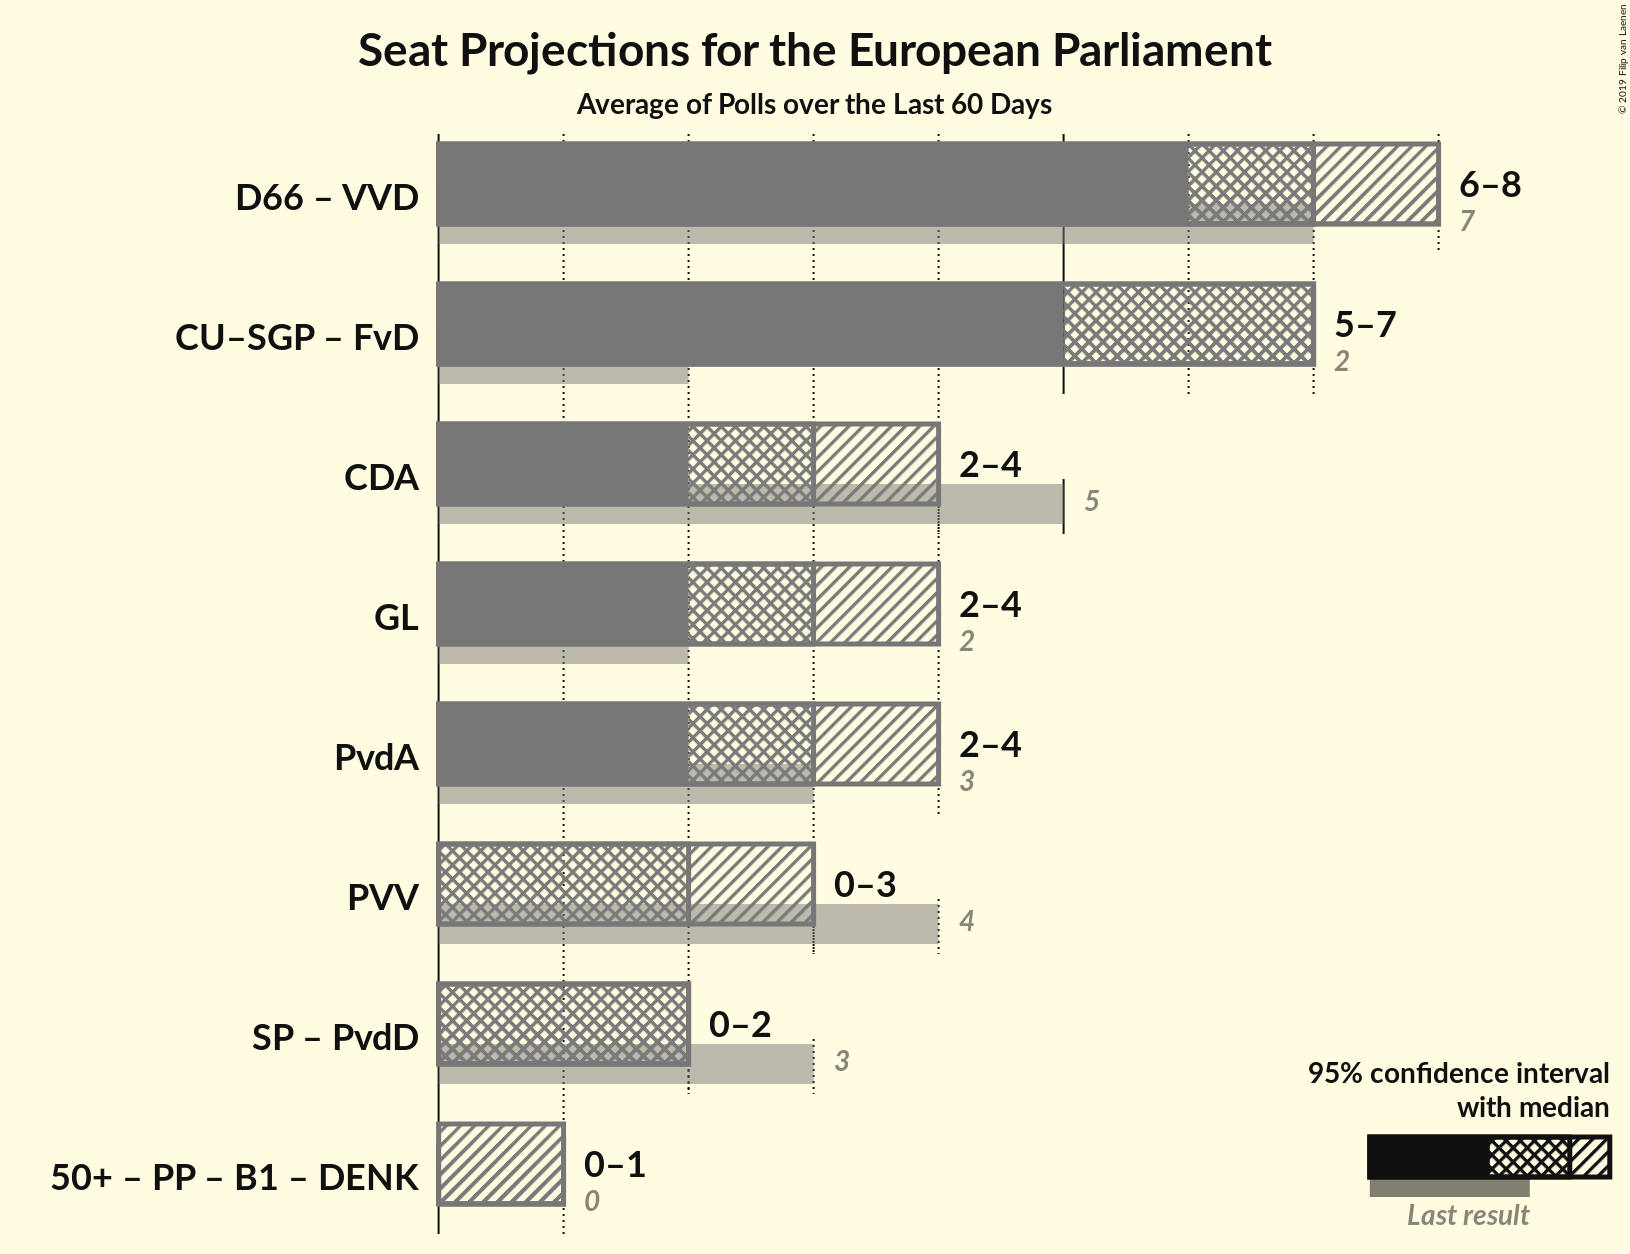 Seat Projections for the European Parliament
Average of Polls over the Last 60 Days
© 2019 Filip van Laenen
D66 – VVD
6–8
7
CU–SGP – FvD
5–7
2
CDA
2–4
5
GL
2–4
2
PvdA
2–4
3
PVV
0–3
4
SP – PvdD
0–2
3
50+ – PP – B1 – DENK
0–1
0
95% confidence interval
with median
Last result